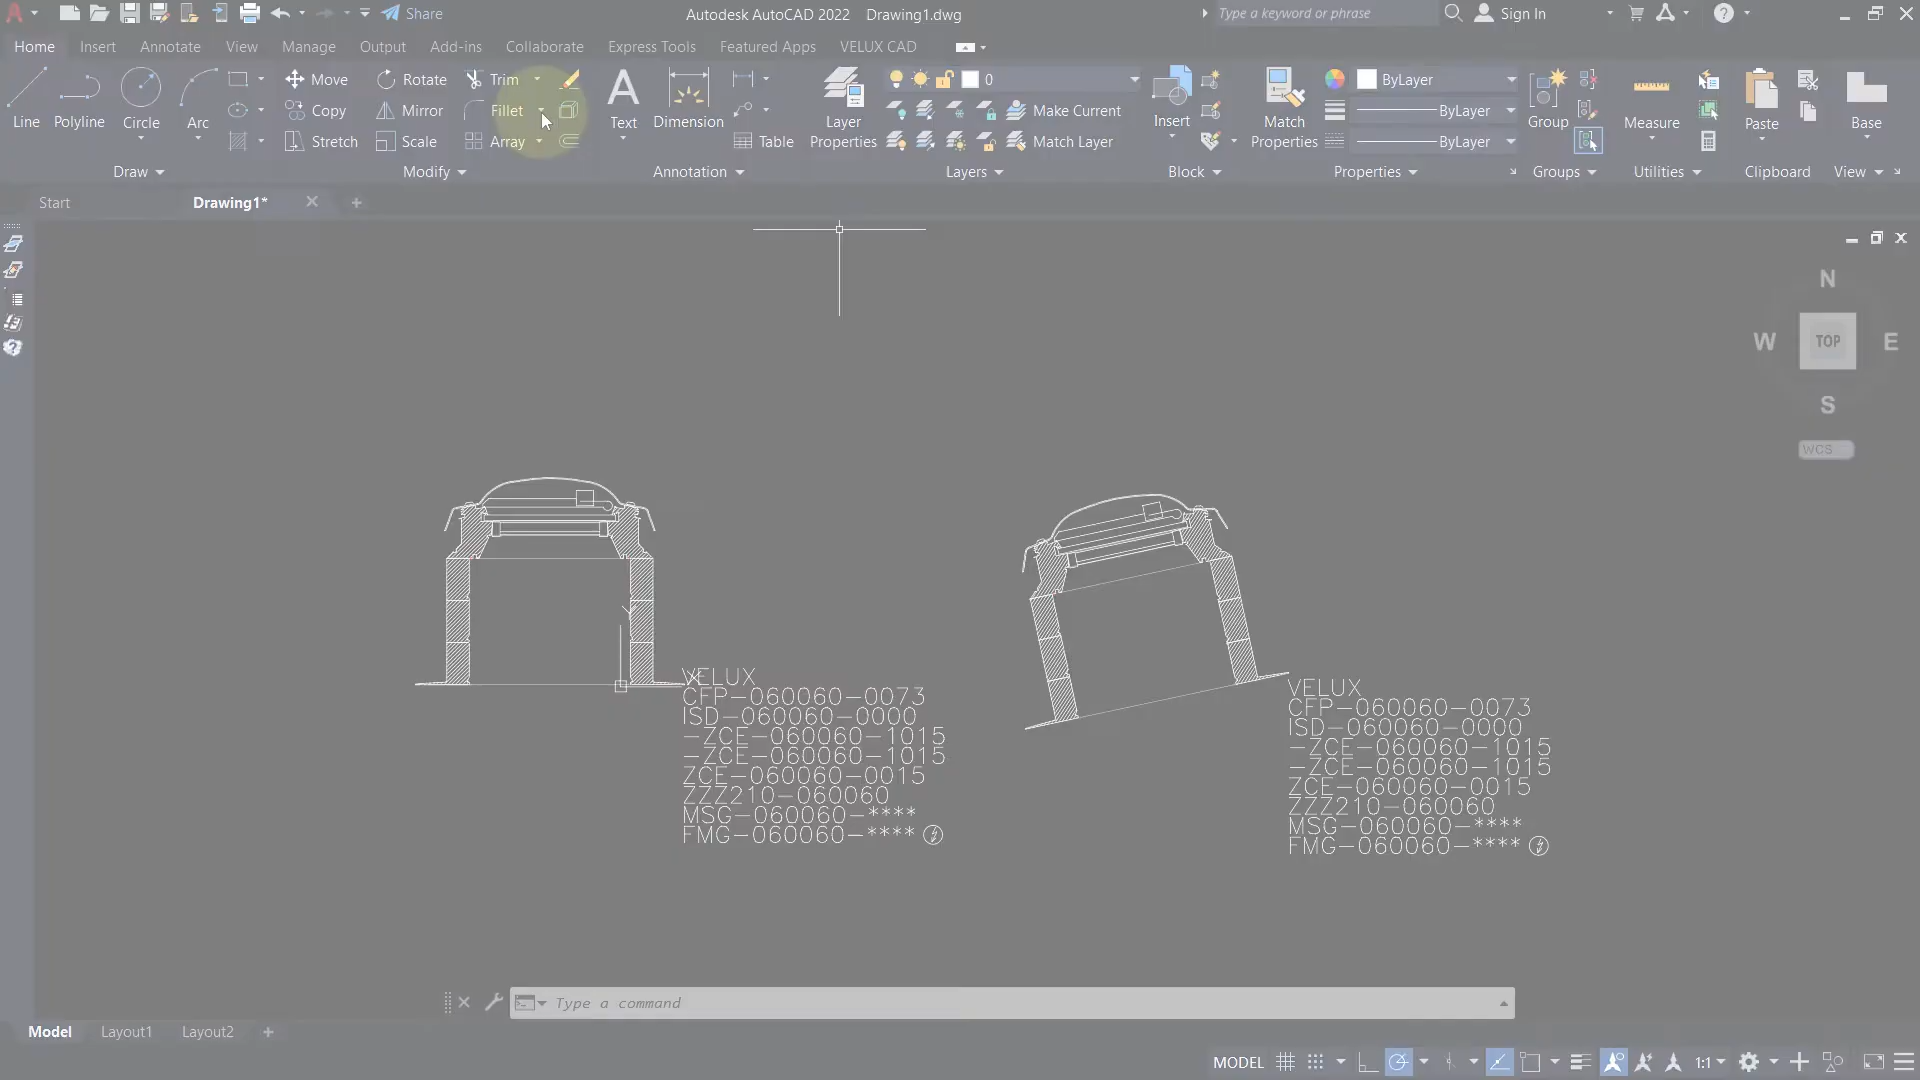 Share
Autodesk AutoCAD 2022 Drawing1.dwg
Type a keyword or phrase
Sign In
Home Insert Annotate View Manage Output Add-ins Collaborate Express Tools Featured Apps VELUX CAD
Line
Polyline
Circle
Arc
Draw
Move Rotate Trim
Copy Mirror Fillet
Stretch Scale Array
Modify
Text
Dimension
Table
Annotation
Layer
Properties
0
Make Current
Match Layer
Layers
Insert
Block
Match
Properties
ByLayer
ByLayer
ByLayer
Properties
Group
Groups
Measure
Utilities
Paste
Clipboard
Base
View
Start Drawing1*
N
W TOP E
S
WCS
Y
X
VELUX
CFP-060060-0073
ISD-060060-0000
-ZCE-060060-1015
-ZCE-060060-1015
ZCE-060060-0015
ZZZ210-060060
MSG-060060-****
FMG-060060-****
VELUX
CFP-060060-0073
ISD-060060-0000
-ZCE-060060-1015
-ZCE-060060-1015
ZCE-060060-0015
ZZZ210-060060
MSG-060060-****
FMG-060060-****
Type a command
Model Layout1 Layout2
MODEL 1:1